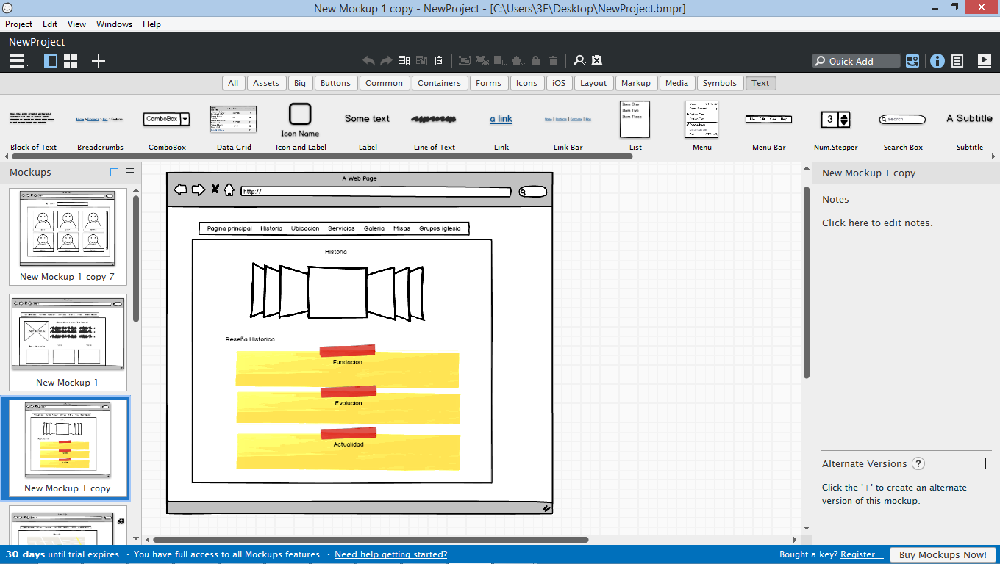 New Mockup 1 copy - NewProject - [C:\Users\3E\Desktop\NewProject.bmpr]
Project Edit View Windows Help
NewProject
Quick Add
All Assets Big Buttons Common Containers Forms Icons iOS Layout Markup Media Symbols Text
ComboBox
Icon Name
Some text
a link
Item One
Item Two
Item Three
File Edit View Help
3
search
A Subtitle
Block of Text Breadcrumbs ComboBox Data Grid Icon and Label Label Line of Text Link Link Bar List Menu Menu Bar Num.Stepper Search Box Subtitle
Mockups
New Mockup 1 copy 7
New Mockup 1
New Mockup 1 copy
A Web Page
http://
Pagina principal Historia Ubicacion Servicios Galeria Misas Grupos iglesia
Historia
Reseña Historica
Fundacion
Evolucion
Actualidad
New Mockup 1 copy
Notes
Click here to edit notes.
Alternate Versions ?
Click the '+' to create an alternate
version of this mockup.
30 days until trial expires. · You have full access to all Mockups features. · Need help getting started?
Bought a key? Register... Buy Mockups Now!